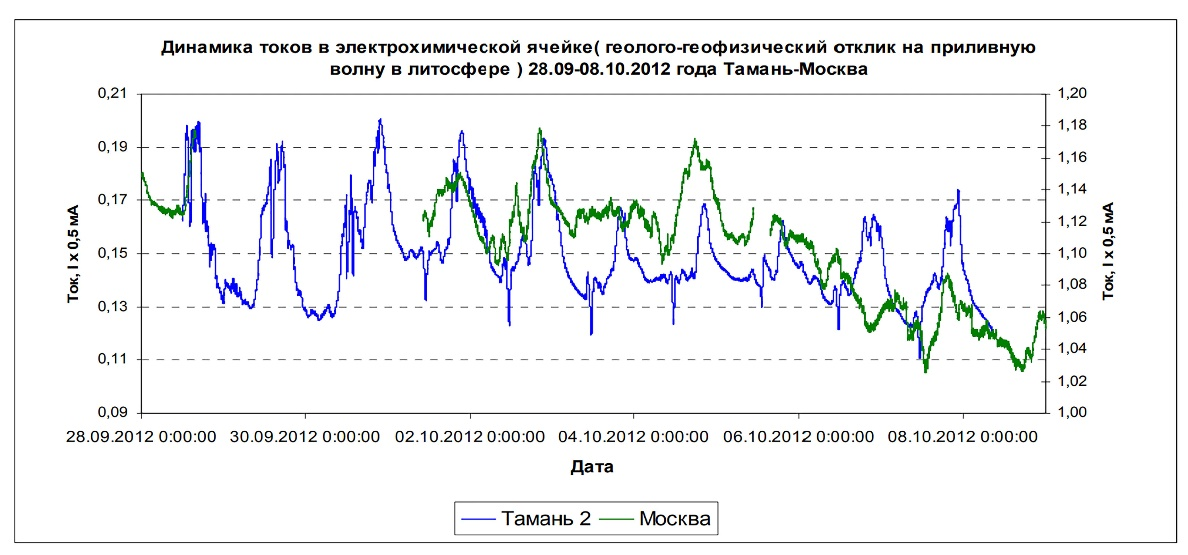 Динамика токов в электрохимической ячейке( геолого-геофизический отклик на приливную
волну в литосфере ) 28.09-08.10.2012 года Тамань-Москва
0,21
0,19
0,17
0,15
0,13
0,11
0,09
Ток, I x 0,5 мА
1,20
1,18
1,16
1,14
1,12
1,10
1,08
1,06
1,04
1,02
1,00
Ток, I x 0,5 мА
28.09.2012 0:00:00 30.09.2012 0:00:00 02.10.2012 0:00:00 04.10.2012 0:00:00 06.10.2012 0:00:00 08.10.2012 0:00:00
Дата
Тамань 2 Москва